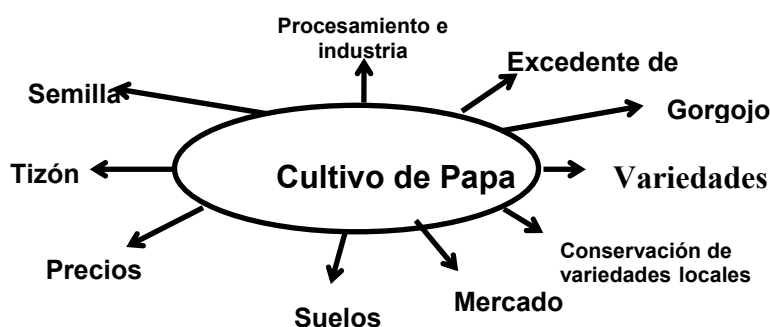 Procesamiento e
industria
Excedente de
Semilla
Gorgojo
Tizón
Cultivo de Papa
Variedades
Conservación de
variedades locales
Precios
Mercado
Suelos